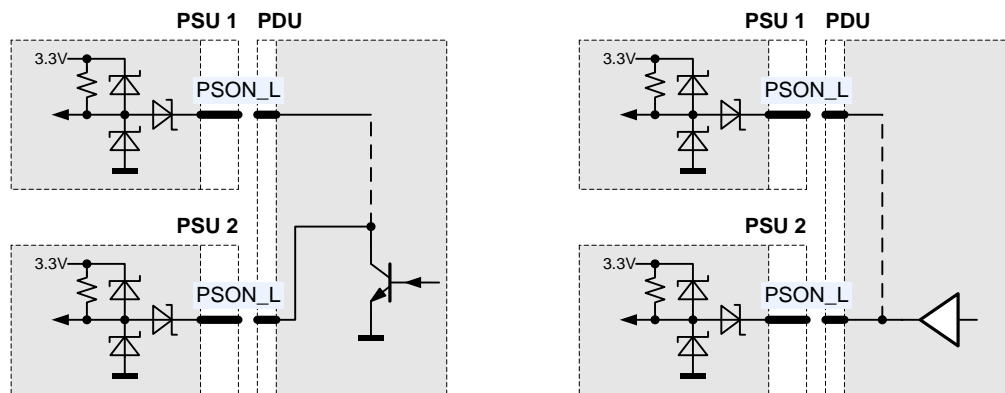 PSU 1 PDU
3.3V
PSON_L
PSU 2
3.3V
PSON_L
PSU 1 PDU
3.3V
PSON_L
PSU 2
3.3V
PSON_L